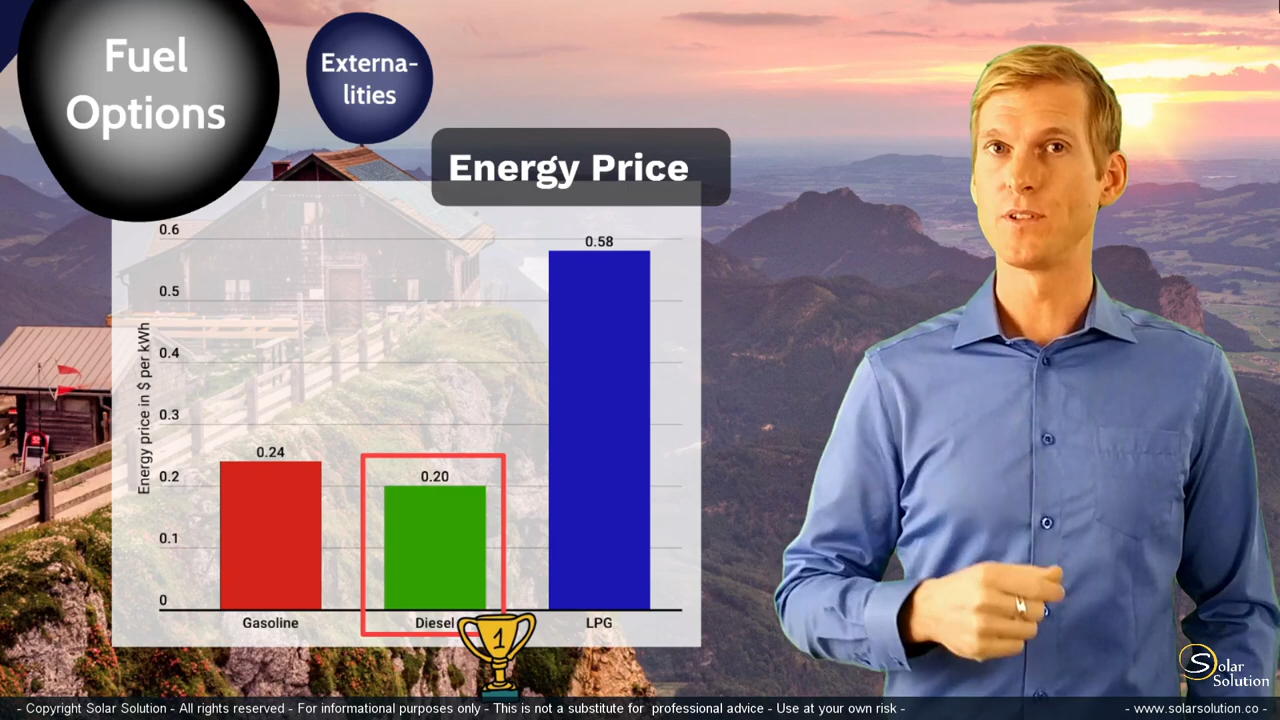 Fuel
Options
Externa-
lities
Energy Price
Energy price in $ per kWh
0.6
0.5
0.4
0.3
0.2
0.1
0
0.24
0.20
0.58
Gasoline
Diesel
LPG
1
Solar
Solution
- Copyright Solar Solution - All rights reserved - For informational purposes only - This is not a substitute for professional advice - Use at your own risk -
- www.solarsolution.co -